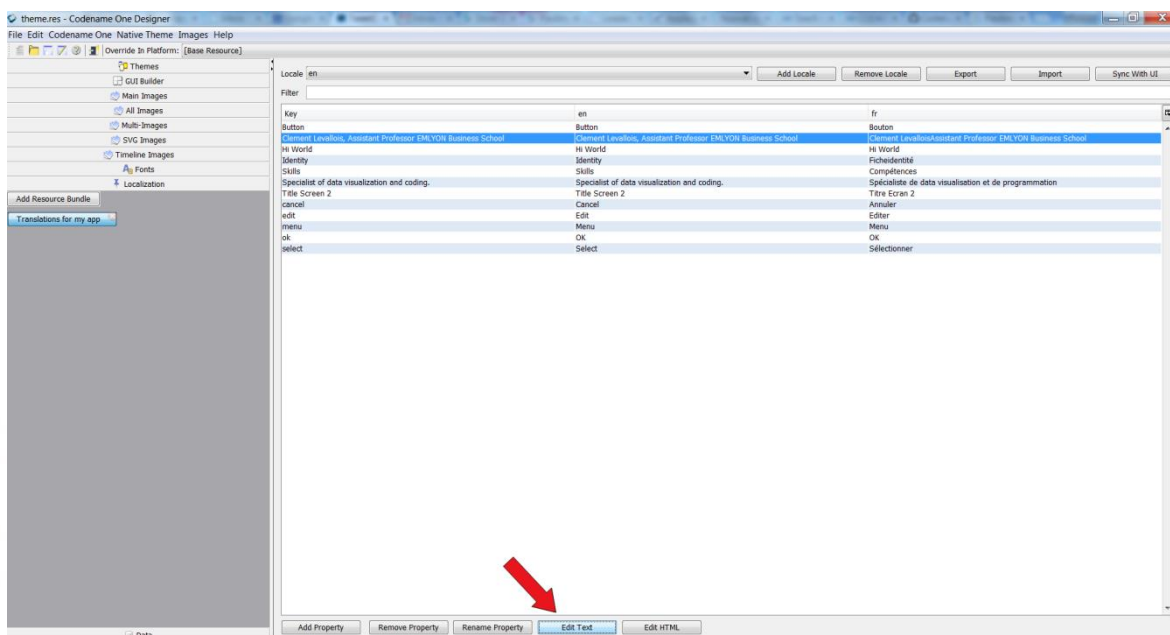 theme.res - Codename One Designer
File Edit Codename One Native Theme Images Help
Override In Platform: [Base Resource]
Themes
GUI Builder
Main Images
All Images
Multi-Images
SVG Images
Timeline Images
Fonts
Localization
Add Resource Bundle
Translations for my app
Data
Locale en Add Locale Remove Locale Export Import Sync With UI
Filter
Key en fr
Button Button Bouton
Clement Levallois, Assistant Professor EMLYON Business School Clement Levallois, Assistant Professor EMLYON Business School Clement LevalloisAssistant Professor EMLYON Business School
Hi World Hi World Hi World
Identity Identity Ficheidentité
Skills Skills Compétences
Specialist of data visualization and coding. Specialist of data visualization and coding. Spécialiste de data visualisation et de programmation
Title Screen 2 Title Screen 2 Titre Ecran 2
cancel Cancel Annuler
edit Edit Editer
menu Menu Menu
ok OK OK
select Select Sélectionner
Add Property Remove Property Rename Property Edit Text Edit HTML